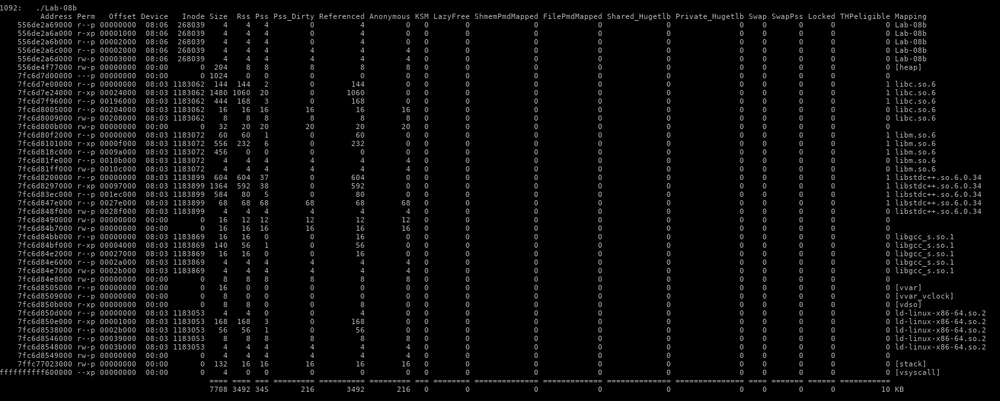 1092:   ./Lab-08b
Address Perm Offset Device Inode Size Rss Pss Pss_Dirty Referenced Anonymous KSM LazyFree ShmemPmdMapped FilePmdMapped Shared_Hugetlb Private_Hugetlb Swap SwapPss Locked THPeligible Mapping
556de2a69000 r--p 00000000 08:06 268039 4 4 4 0 4 0 0 0 0 0 0 0 0 0 0 0 Lab-08b
556de2a6a000 r-xp 00001000 08:06 268039 4 4 4 0 4 0 0 0 0 0 0 0 0 0 0 0 Lab-08b
556de2a6b000 r--p 00002000 08:06 268039 4 4 4 0 4 0 0 0 0 0 0 0 0 0 0 0 Lab-08b
556de2a6c000 r--p 00002000 08:06 268039 4 4 4 4 4 4 0 0 0 0 0 0 0 0 0 0 Lab-08b
556de2a6d000 rw-p 00003000 08:06 268039 4 4 4 4 4 4 0 0 0 0 0 0 0 0 0 0 Lab-08b
556de4f77000 rw-p 00000000 00:00 0 204 8 8 8 8 8 0 0 0 0 0 0 0 0 0 0 [heap]
7fc6d7d00000 ---p 00000000 00:00 0 1024 0 0 0 0 0 0 0 0 0 0 0 0 0 0 0
7fc6d7e00000 r--p 00000000 08:03 1183062 144 144 2 0 144 0 0 0 0 0 0 0 0 0 0 1 libc.so.6
7fc6d7e24000 r-xp 00024000 08:03 1183062 1480 1060 20 0 1060 0 0 0 0 0 0 0 0 0 0 1 libc.so.6
7fc6d7f96000 r--p 00196000 08:03 1183062 444 168 3 0 168 0 0 0 0 0 0 0 0 0 0 1 libc.so.6
7fc6d8005000 r--p 00204000 08:03 1183062 16 16 16 16 16 16 0 0 0 0 0 0 0 0 0 0 libc.so.6
7fc6d8009000 rw-p 00208000 08:03 1183062 8 8 8 8 8 8 0 0 0 0 0 0 0 0 0 0 libc.so.6
7fc6d800b000 rw-p 00000000 00:00 0 32 20 20 20 20 20 0 0 0 0 0 0 0 0 0 0
7fc6d80f2000 r--p 00000000 08:03 1183072 60 60 1 0 60 0 0 0 0 0 0 0 0 0 0 1 libm.so.6
7fc6d8101000 r-xp 0000f000 08:03 1183072 556 232 6 0 232 0 0 0 0 0 0 0 0 0 0 1 libm.so.6
7fc6d818c000 r--p 0009a000 08:03 1183072 456 0 0 0 0 0 0 0 0 0 0 0 0 0 0 1 libm.so.6
7fc6d81fe000 r--p 0010b000 08:03 1183072 4 4 4 4 4 4 0 0 0 0 0 0 0 0 0 0 libm.so.6
7fc6d81ff000 rw-p 0010c000 08:03 1183072 4 4 4 4 4 4 0 0 0 0 0 0 0 0 0 0 libm.so.6
7fc6d8200000 r--p 00000000 08:03 1183899 604 604 37 0 604 0 0 0 0 0 0 0 0 0 0 1 libstdc++.so.6.0.34
7fc6d8297000 r-xp 00097000 08:03 1183899 1364 592 38 0 592 0 0 0 0 0 0 0 0 0 0 1 libstdc++.so.6.0.34
7fc6d83ec000 r--p 001ec000 08:03 1183899 584 80 5 0 80 0 0 0 0 0 0 0 0 0 0 1 libstdc++.so.6.0.34
7fc6d847e000 r--p 0027e000 08:03 1183899 68 68 68 68 68 68 0 0 0 0 0 0 0 0 0 1 libstdc++.so.6.0.34
7fc6d848f000 rw-p 0028f000 08:03 1183899 4 4 4 4 4 4 0 0 0 0 0 0 0 0 0 0 libstdc++.so.6.0.34
7fc6d8490000 rw-p 00000000 00:00 0 16 12 12 12 12 12 0 0 0 0 0 0 0 0 0 0
7fc6d84b7000 rw-p 00000000 00:00 0 16 16 16 16 16 16 0 0 0 0 0 0 0 0 0 0
7fc6d84bb000 r--p 00000000 08:03 1183869 16 16 0 0 16 0 0 0 0 0 0 0 0 0 0 0 libgcc_s.so.1
7fc6d84bf000 r-xp 00004000 08:03 1183869 140 56 1 0 56 0 0 0 0 0 0 0 0 0 0 0 libgcc_s.so.1
7fc6d84e2000 r--p 00027000 08:03 1183869 16 16 0 0 16 0 0 0 0 0 0 0 0 0 0 0 libgcc_s.so.1
7fc6d84e6000 r--p 0002a000 08:03 1183869 4 4 4 4 4 4 0 0 0 0 0 0 0 0 0 0 libgcc_s.so.1
7fc6d84e7000 rw-p 0002b000 08:03 1183869 4 4 4 4 4 4 0 0 0 0 0 0 0 0 0 0 libgcc_s.so.1
7fc6d84e8000 rw-p 00000000 00:00 0 8 8 8 8 8 8 0 0 0 0 0 0 0 0 0 0
7fc6d8505000 r--p 00000000 00:00 0 16 0 0 0 0 0 0 0 0 0 0 0 0 0 0 0 [vvar]
7fc6d8509000 r--p 00000000 00:00 0 8 0 0 0 0 0 0 0 0 0 0 0 0 0 0 0 [vvar_vclock]
7fc6d850b000 r-xp 00000000 00:00 0 8 8 0 0 8 0 0 0 0 0 0 0 0 0 0 0 [vdso]
7fc6d850d000 r--p 00000000 08:03 1183053 4 4 0 0 4 0 0 0 0 0 0 0 0 0 0 0 ld-linux-x86-64.so.2
7fc6d850e000 r-xp 00001000 08:03 1183053 168 168 3 0 168 0 0 0 0 0 0 0 0 0 0 0 ld-linux-x86-64.so.2
7fc6d8538000 r--p 0002b000 08:03 1183053 56 56 1 0 56 0 0 0 0 0 0 0 0 0 0 0 ld-linux-x86-64.so.2
7fc6d8546000 r--p 00039000 08:03 1183053 8 8 8 8 8 8 0 0 0 0 0 0 0 0 0 0 ld-linux-x86-64.so.2
7fc6d8548000 rw-p 0003b000 08:03 1183053 4 4 4 4 4 4 0 0 0 0 0 0 0 0 0 0 ld-linux-x86-64.so.2
7fc6d8549000 rw-p 00000000 00:00 0 4 4 4 4 4 4 0 0 0 0 0 0 0 0 0 0
7ffc77023000 rw-p 00000000 00:00 0 132 16 16 16 16 16 0 0 0 0 0 0 0 0 0 0 [stack]
ffffffffff600000 --xp 00000000 00:00 0 4 0 0 0 0 0 0 0 0 0 0 0 0 0 0 0 [vsyscall]
==== ==== === ========= ========== ========= === ======== ============== ============= ============== =============== ==== ======= ====== ===========
7708 3492 345 216 3492 216 0 0 0 0 0 0 0 0 0 10 KB